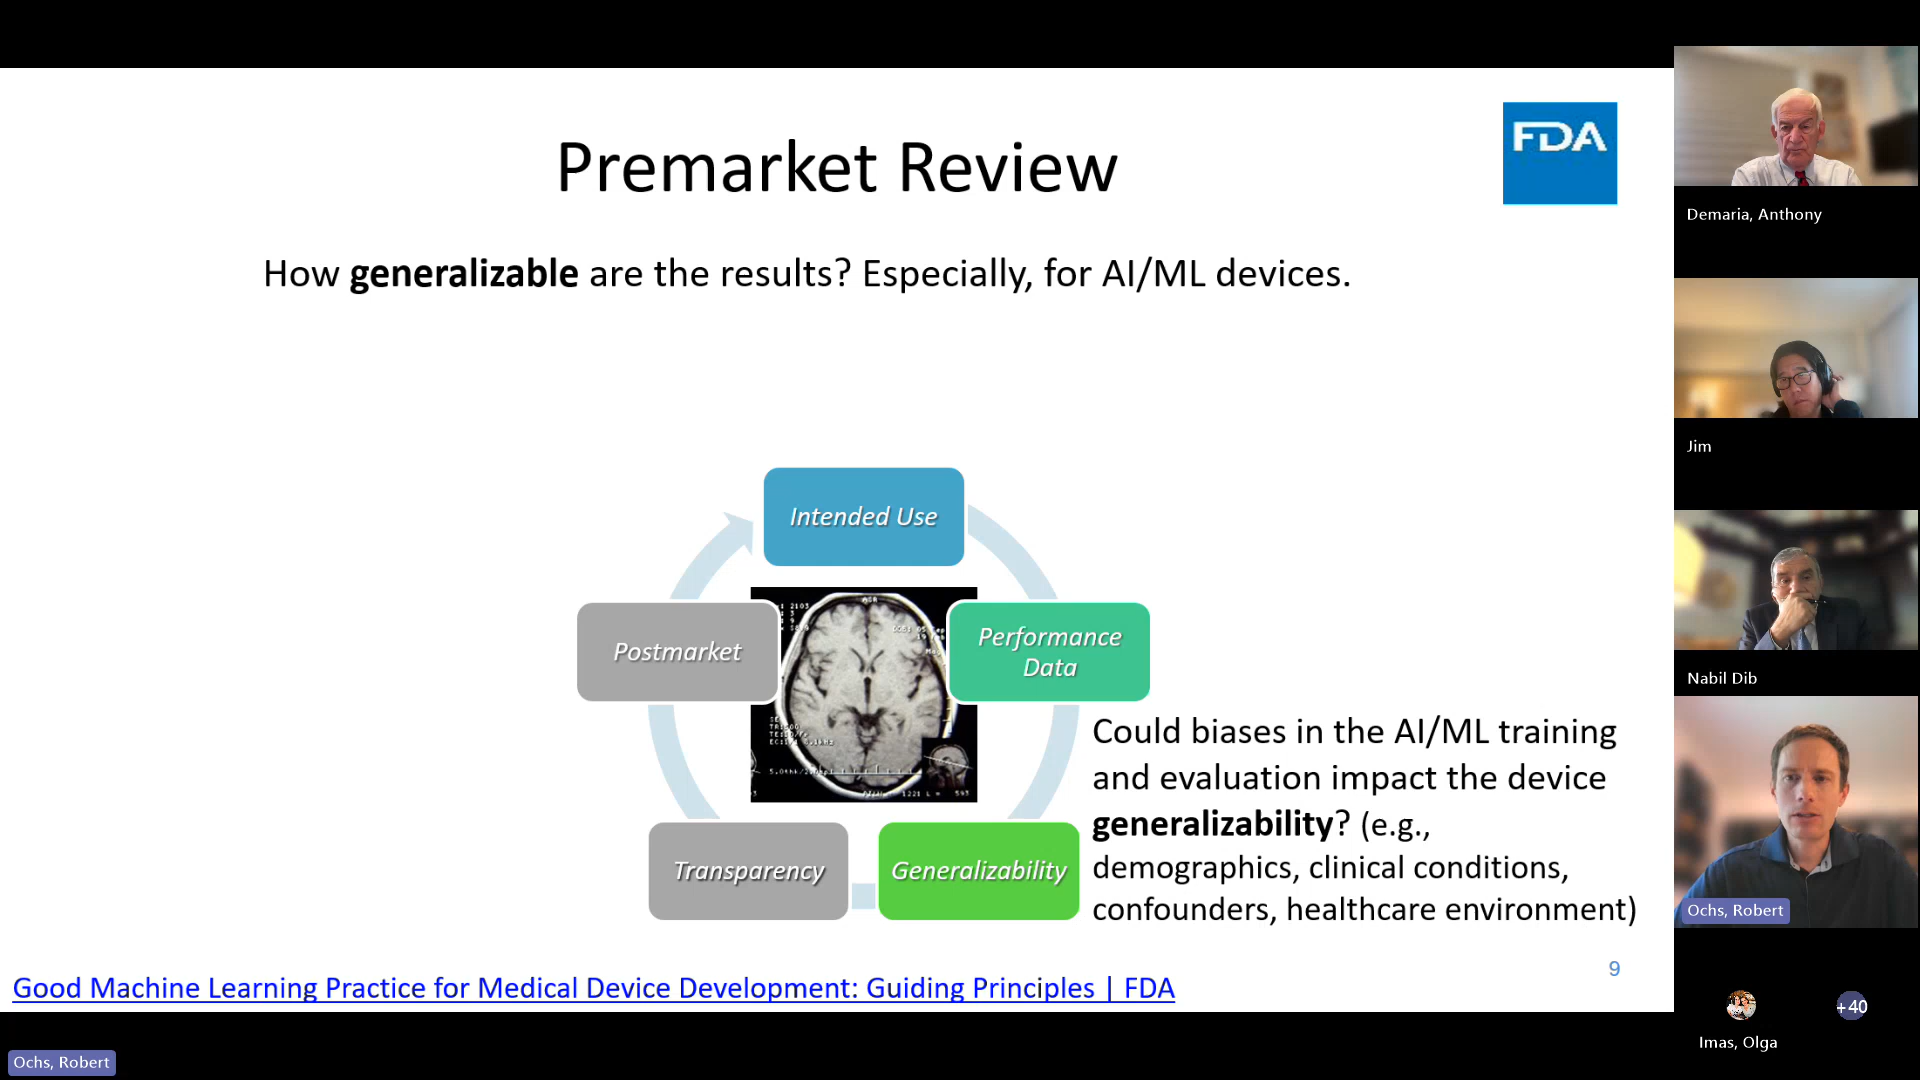 FDA
Premarket Review
How generalizable are the results? Especially, for AI/ML devices.
Intended Use
Performance
Data
Generalizability
Transparency
Postmarket
Could biases in the AI/ML training
and evaluation impact the device
generalizability? (e.g.,
demographics, clinical conditions,
confounders, healthcare environment)
Good Machine Learning Practice for Medical Device Development: Guiding Principles | FDA
9
Ochs, Robert
Demaria, Anthony
Jim
Nabil Dib
Ochs, Robert
Imas, Olga
+40